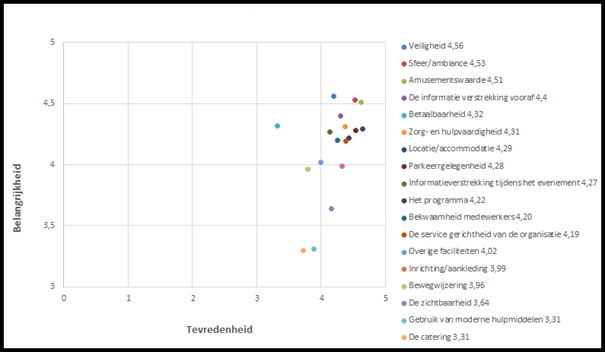 5
4,5
4
3,5
3
Belangrijkheid
0
1
2
3
4
5
Tevredenheid
Veiligheid 4,56
Sfeer/ambiance 4,53
Amusementswaarde 4,51
De informatie verstrekking vooraf 4,4
Betaalbaarheid 4,32
Zorg- en hulpvaardigheid 4,31
Locatie/accommodatie 4,29
Parkeerrgelegenheid 4,28
Informatieverstrekking tijdens het evenement 4,27
Het programma 4,22
Bekwaamheid medewerkers 4,20
De service gerichtheid van de organisatie 4,19
Overige faciliteiten 4,02
Inrichting/aankleding 3,99
Bewegwijzering 3,96
De zichtbaarheid 3,64
Gebruik van moderne hulpmiddelen 3,31
De catering 3,31